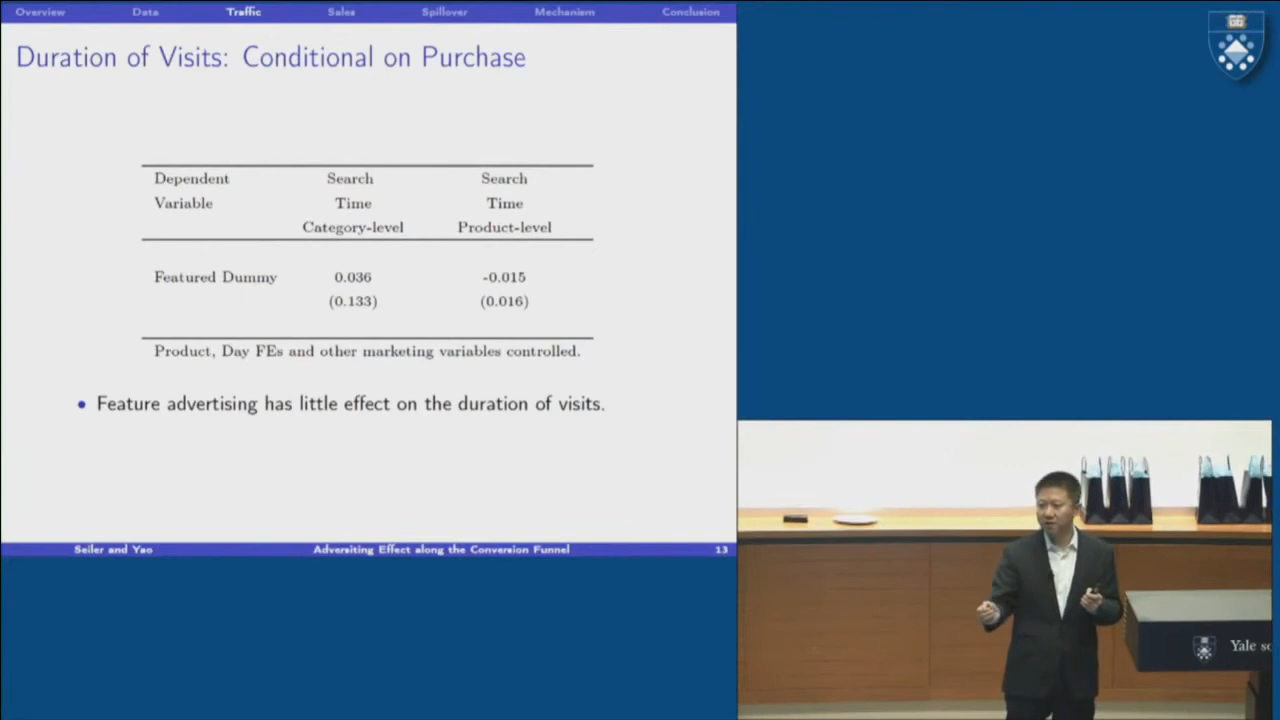 Overview Data Traffic Sales Spillover Mechanism Conclusion
Duration of Visits: Conditional on Purchase
Dependent Search Search
Variable Time Time
Category-level Product-level
Featured Dummy 0.036 -0.015
(0.133) (0.016)
Product, Day FEs and other marketing variables controlled.
• Feature advertising has little effect on the duration of visits.
Seiler and Yao Adversiting Effect along the Conversion Funnel 13
Yale